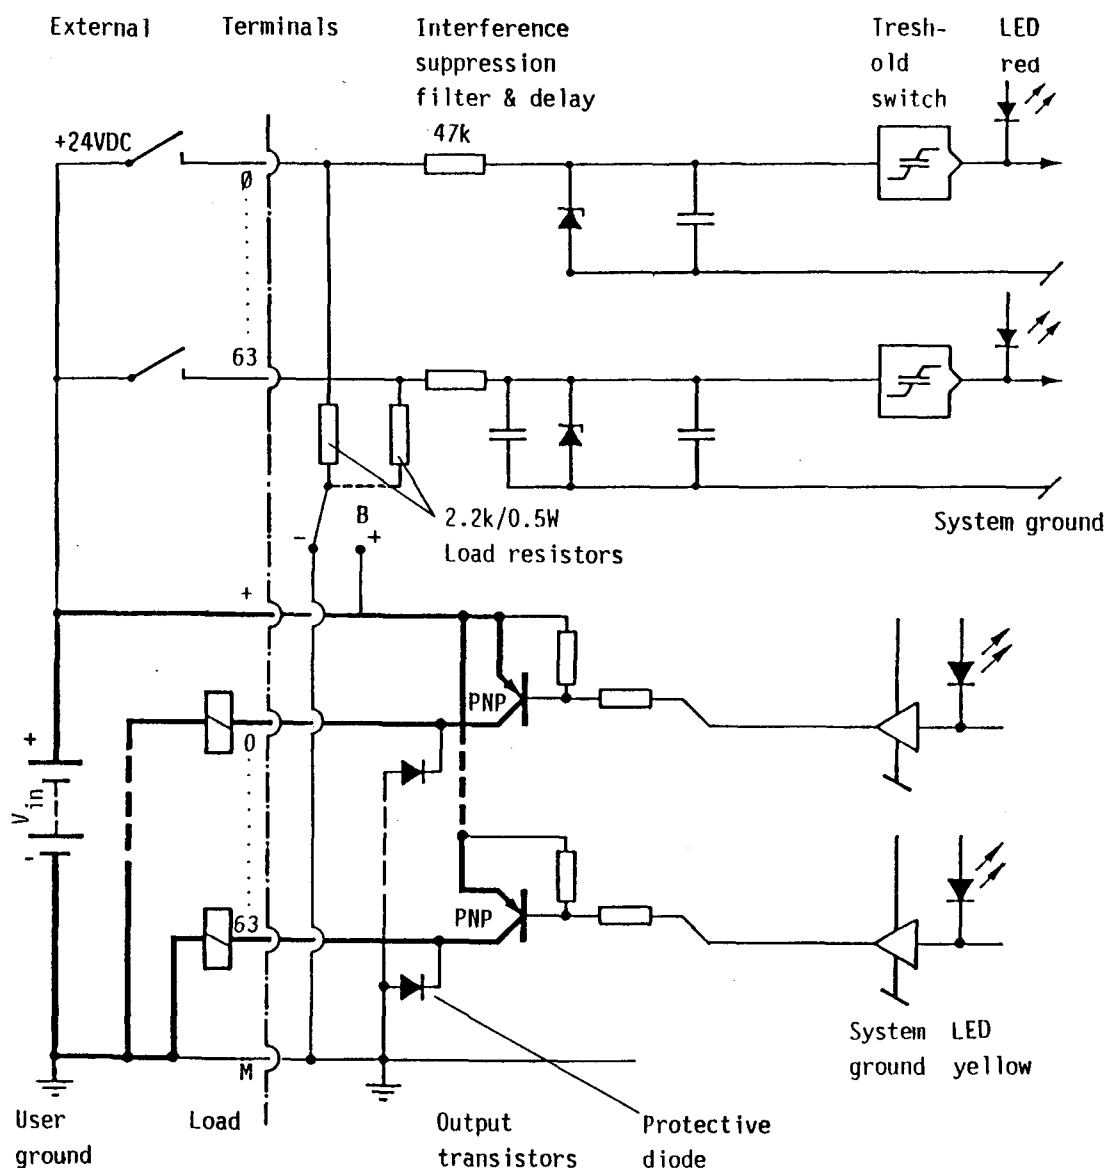 External
Terminals
Interference
suppression
filter & delay
Tresh-
old
switch
LED
red
+24VDC
47k
Ø
63
2.2k/0.5W
Load resistors
System ground
B
- +
+
PNP
0
+
V in
-
PNP
63
M
System
ground
LED
yellow
User
ground
Load
Output
transistors
Protective
diode